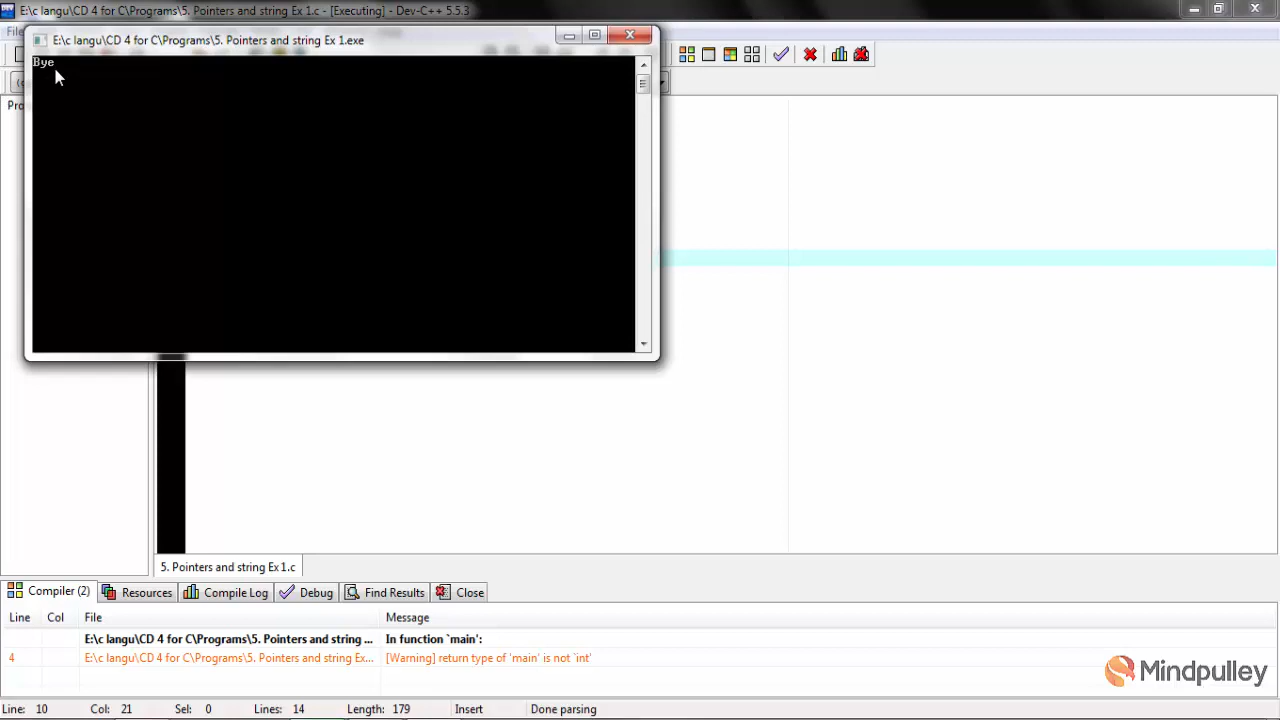 E:\c langu\CD 4 for C\Programs\5. Pointers and string Ex 1.c - [Executing] - Dev-C++ 5.5.3
File
E:\c langu\CD 4 for C\Programs\5. Pointers and string Ex 1.exe
Bye
5. Pointers and string Ex 1.c
Compiler (2) Resources Compile Log Debug Find Results Close
Line Col File Message
E:\c langu\CD 4 for C\Programs\5. Pointers and string ... In function `main':
4 E:\c langu\CD 4 for C\Programs\5. Pointers and string Ex... [Warning] return type of 'main' is not 'int'
Mindpulley
Line: 10 Col: 21 Sel: 0 Lines: 14 Length: 179 Insert Done parsing